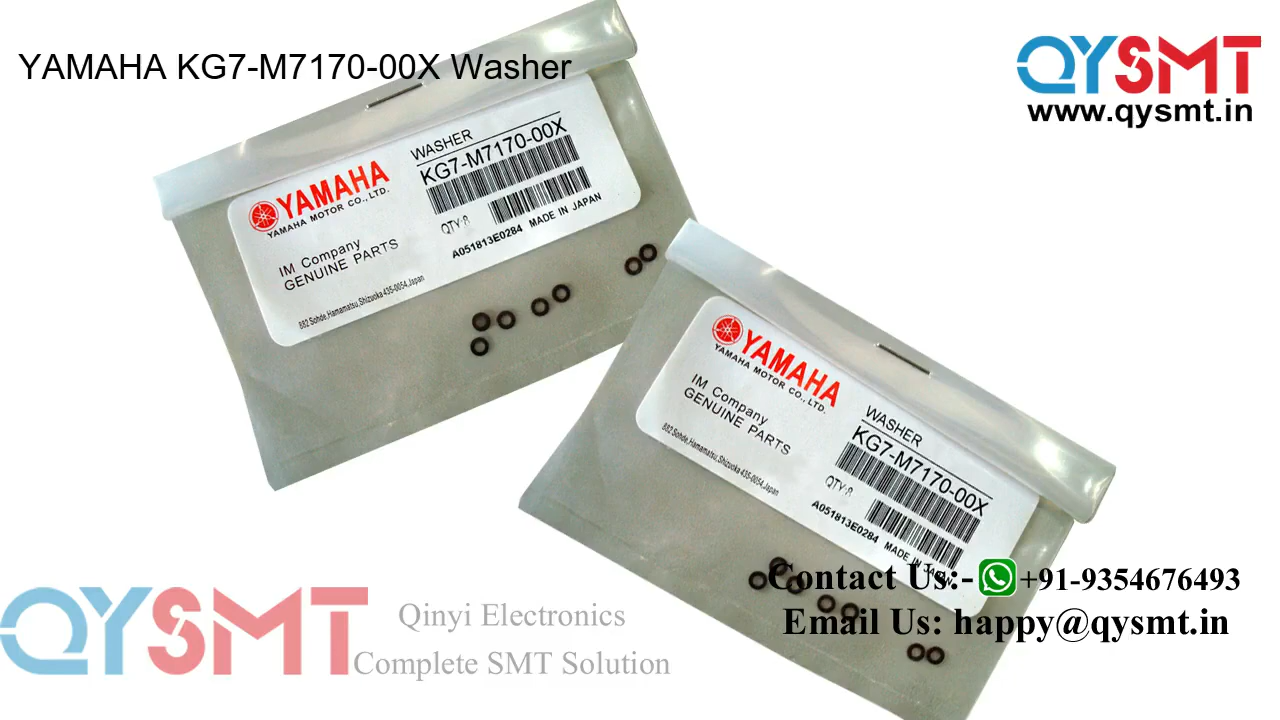 YAMAHA KG7-M7170-00X Washer
QYSMT
www.qysmt.in
YAMAHA
YAMAHA MOTOR CO.,LTD.
IM Company
GENUINE PARTS
882 Sohde,Hamamatsu,Shizuoka 435-0054,Japan
WASHER
KG7-M7170-00X
QTY:8
A051813E0284 MADE IN JAPAN
YAMAHA
YAMAHA MOTOR CO., LTD.
IM Company
GENUINE PARTS
882 Sohde,Hamamatsu,Shizuoka 435-0054,Japan
WASHER
KG7-M7170-00X
QTY:8
A051813E0284 MADE IN JAPAN
Contact Us:- +91-9354676493
Email Us: happy@qysmt.in
QYSMT
Qinyi Electronics
Complete SMT Solution